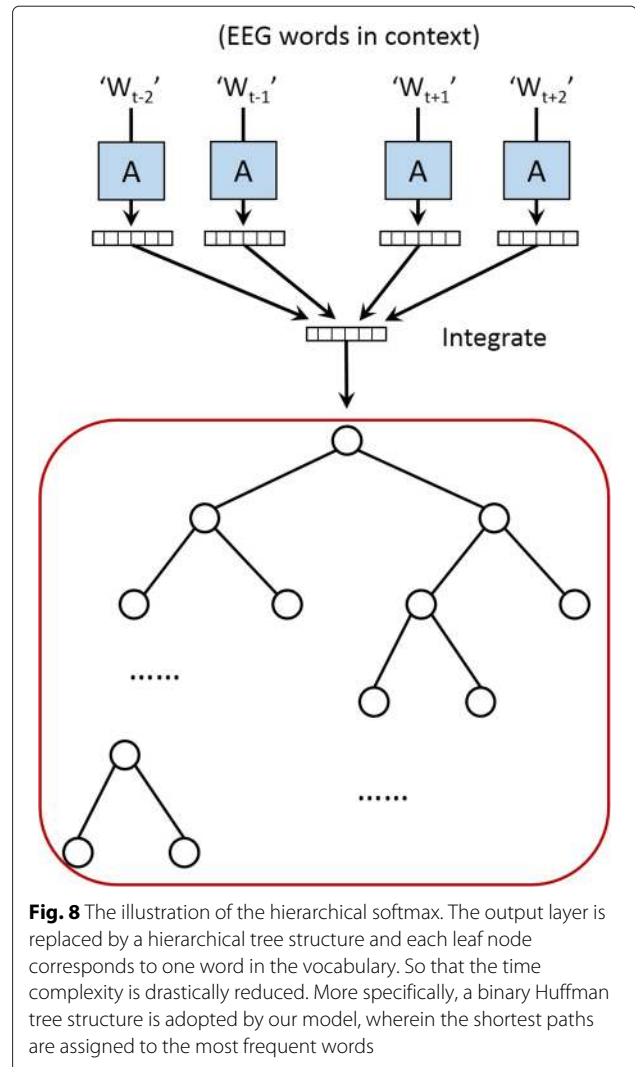 (EEG words in context)
‘Wt-2’ ‘Wt-1’ ‘Wt+1’ ‘Wt+2’
A A A A
Integrate
......
......
Fig. 8 The illustration of the hierarchical softmax. The output layer is
replaced by a hierarchical tree structure and each leaf node
corresponds to one word in the vocabulary. So that the time
complexity is drastically reduced. More specifically, a binary Huffman
tree structure is adopted by our model, wherein the shortest paths
are assigned to the most frequent words